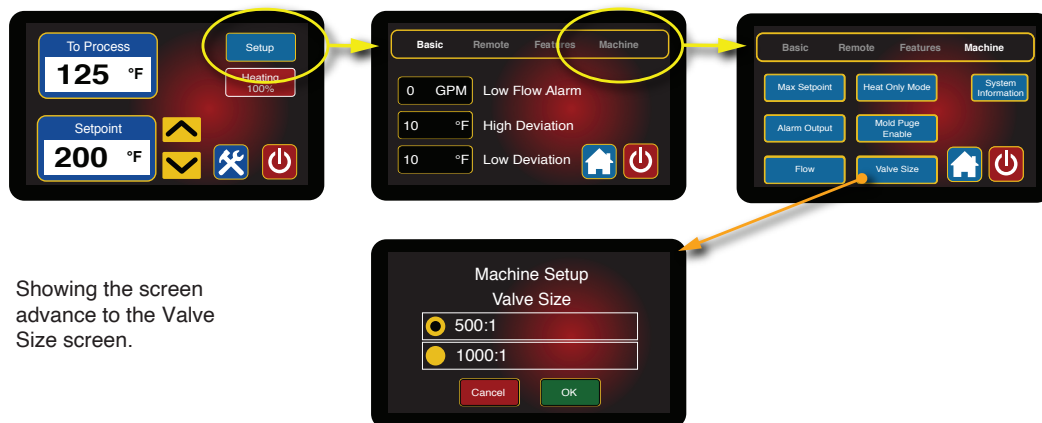 To Process
125 °F
Setpoint
200 °F
Setup
Heating
100%
Basic Remote Features Machine
0 GPM Low Flow Alarm
10 °F High Deviation
10 °F Low Deviation
Basic Remote Features Machine
Max Setpoint Heat Only Mode System
Information
Alarm Output Mold Puge
Enable
Flow Valve Size
Showing the screen
advance to the Valve
Size screen.
Machine Setup
Valve Size
500:1
1000:1
Cancel OK